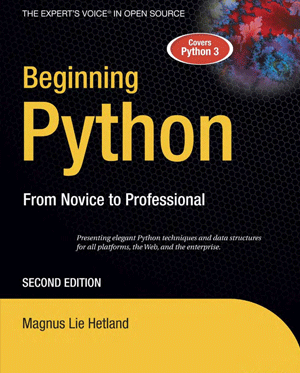 THE EXPERT'S VOICE® IN OPEN SOURCE
Covers
Python 3
Beginning
Python
From Novice to Professional
Presenting elegant Python techniques and data structures
for all platforms, the Web, and the enterprise.
SECOND EDITION
Magnus Lie Hetland